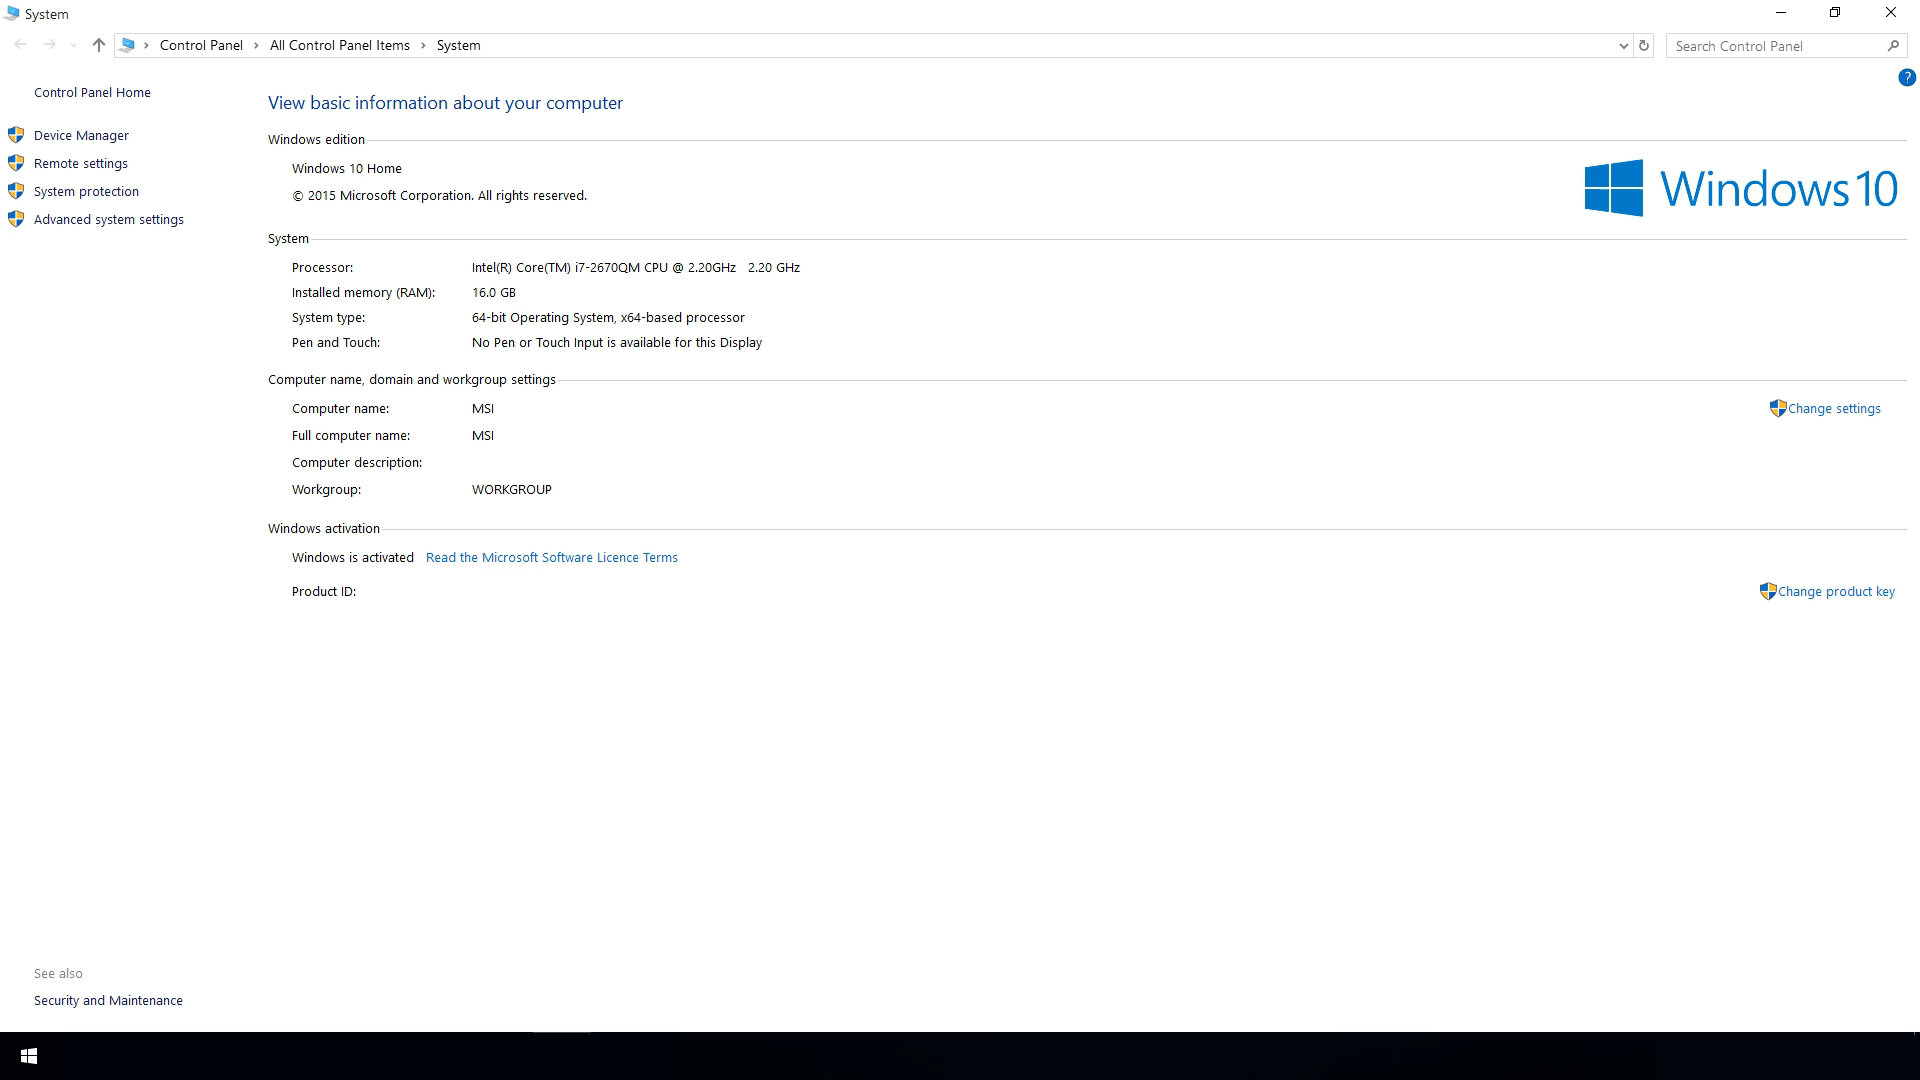 System
Control Panel > All Control Panel Items > System
Search Control Panel
?
Control Panel Home
Device Manager
Remote settings
System protection
Advanced system settings
View basic information about your computer
Windows edition
Windows 10 Home
© 2015 Microsoft Corporation. All rights reserved.
Windows 10
System
Processor: Intel(R) Core(TM) i7-2670QM CPU @ 2.20GHz 2.20 GHz
Installed memory (RAM): 16.0 GB
System type: 64-bit Operating System, x64-based processor
Pen and Touch: No Pen or Touch Input is available for this Display
Computer name, domain and workgroup settings
Computer name: MSI
Change settings
Full computer name: MSI
Computer description:
Workgroup: WORKGROUP
Windows activation
Windows is activated Read the Microsoft Software Licence Terms
Product ID:
Change product key
See also
Security and Maintenance